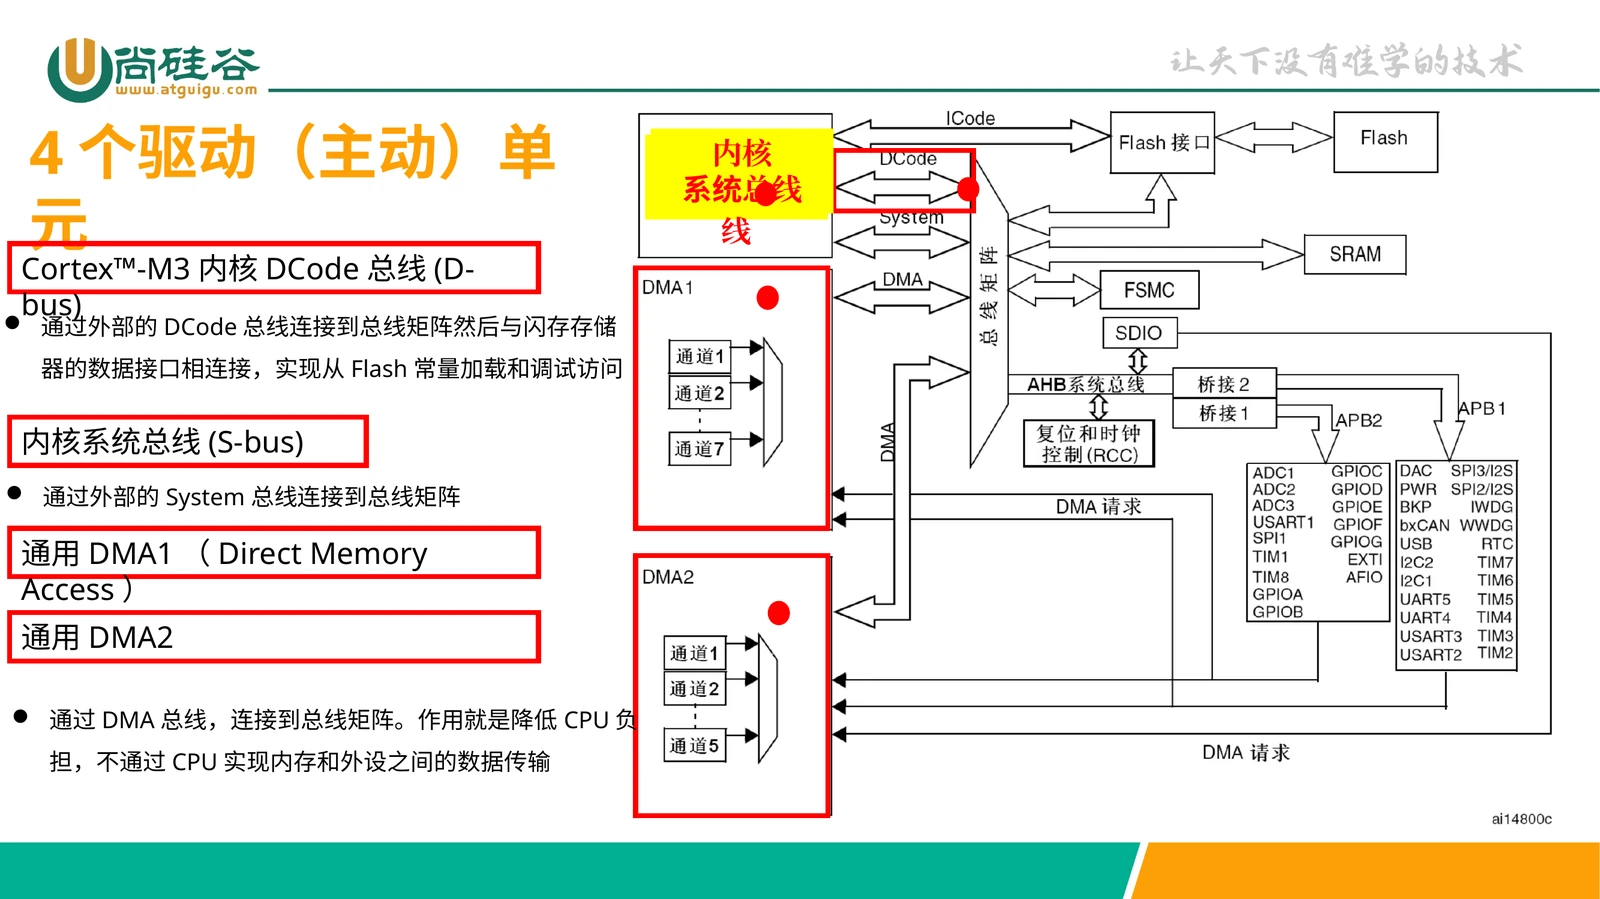 尚硅谷
www.atguigu.com
让天下没有难学的技术
4 个驱动（主动）单
元
Cortex™-M3 内核 DCode 总线 (D-
bus)
通过外部的 DCode 总线连接到总线矩阵然后与闪存存储
器的数据接口相连接，实现从 Flash 常量加载和调试访问
内核系统总线 (S-bus)
通过外部的 System 总线连接到总线矩阵
通用 DMA1 （ Direct Memory
Access ）
通用 DMA2
通过 DMA 总线，连接到总线矩阵。作用就是降低 CPU 负
担，不通过 CPU 实现内存和外设之间的数据传输
内核
系统总线
线
ICode
DCode
System
DMA
总线矩阵
Flash 接口
Flash
SRAM
FSMC
SDIO
AHB系统总线
桥接 2
桥接 1
APB2
APB1
复位和时钟
控制(RCC)
DMA1
通道1
通道2
通道7
DMA
DMA 请求
DMA2
通道1
通道2
通道5
ADC1 GPIOC
ADC2 GPIOD
ADC3 GPIOE
USART1 GPIOF
SPI1 GPIOG
TIM1 EXTI
TIM8 AFIO
GPIOA
GPIOB
DAC SPI3/I2S
PWR SPI2/I2S
BKP IWDG
bxCAN WWDG
USB RTC
I2C2 TIM7
I2C1 TIM6
UART5 TIM5
UART4 TIM4
USART3 TIM3
USART2 TIM2
DMA 请求
ai14800c